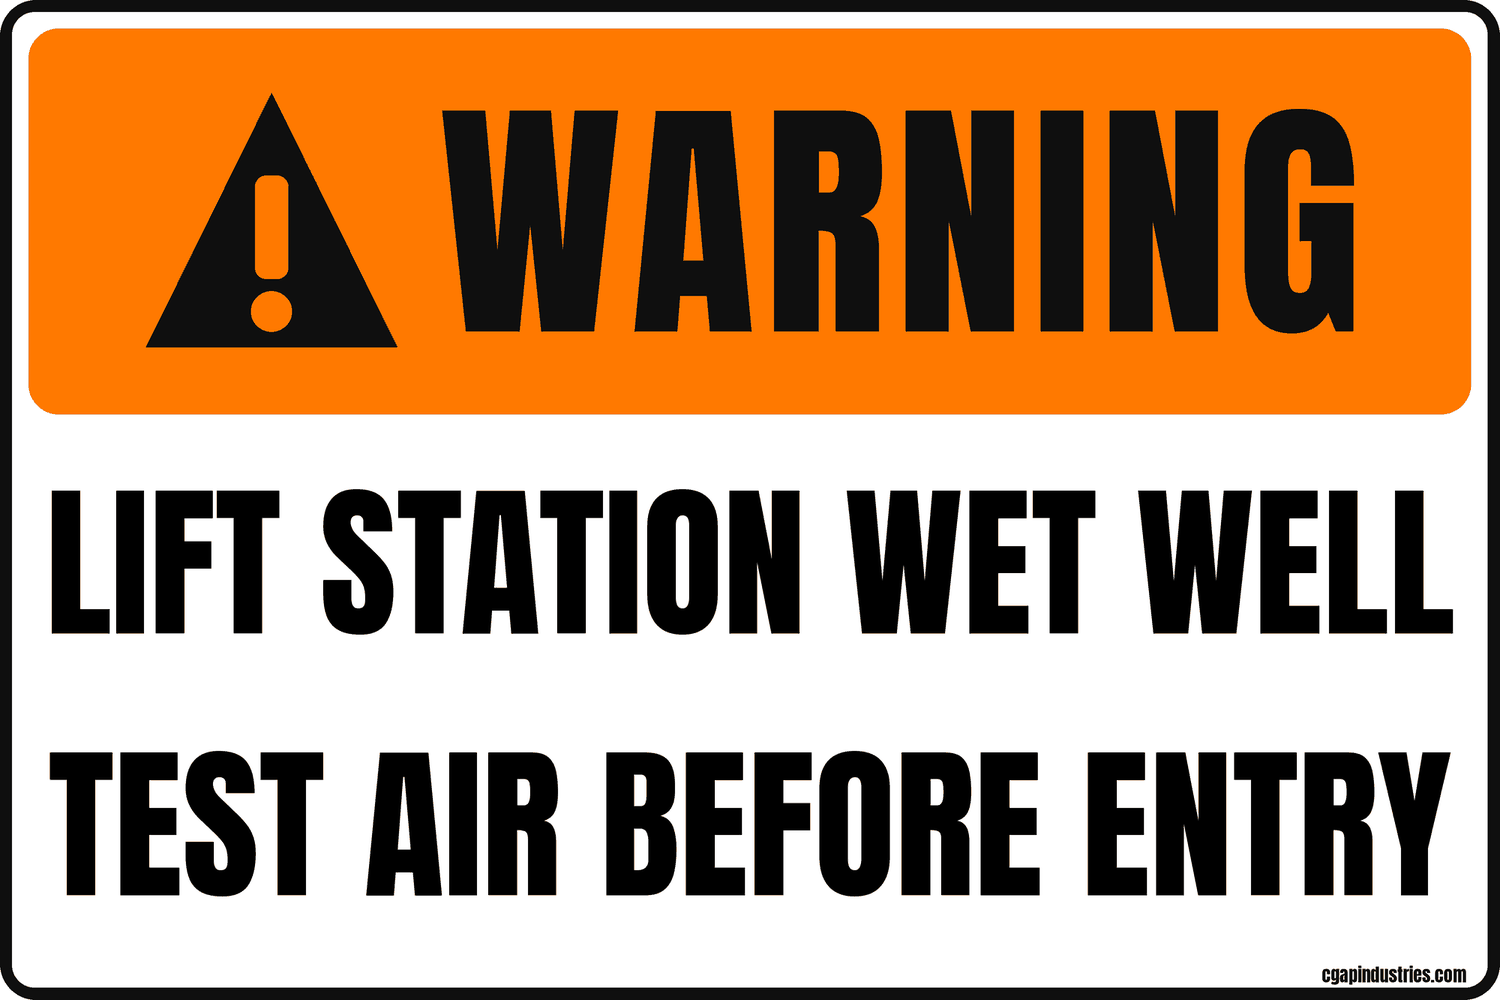 WARNING
LIFT STATION WET WELL
TEST AIR BEFORE ENTRY
cgapindustries.com